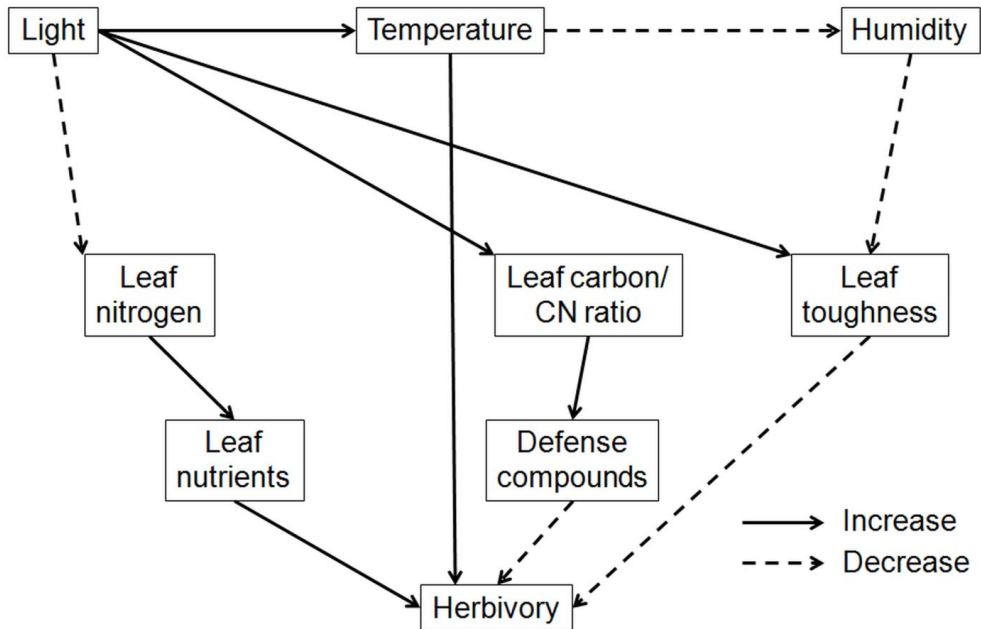 Light
Temperature
Humidity
Leaf
nitrogen
Leaf carbon/
CN ratio
Leaf
toughness
Leaf
nutrients
Defense
compounds
Increase
Decrease
Herbivory